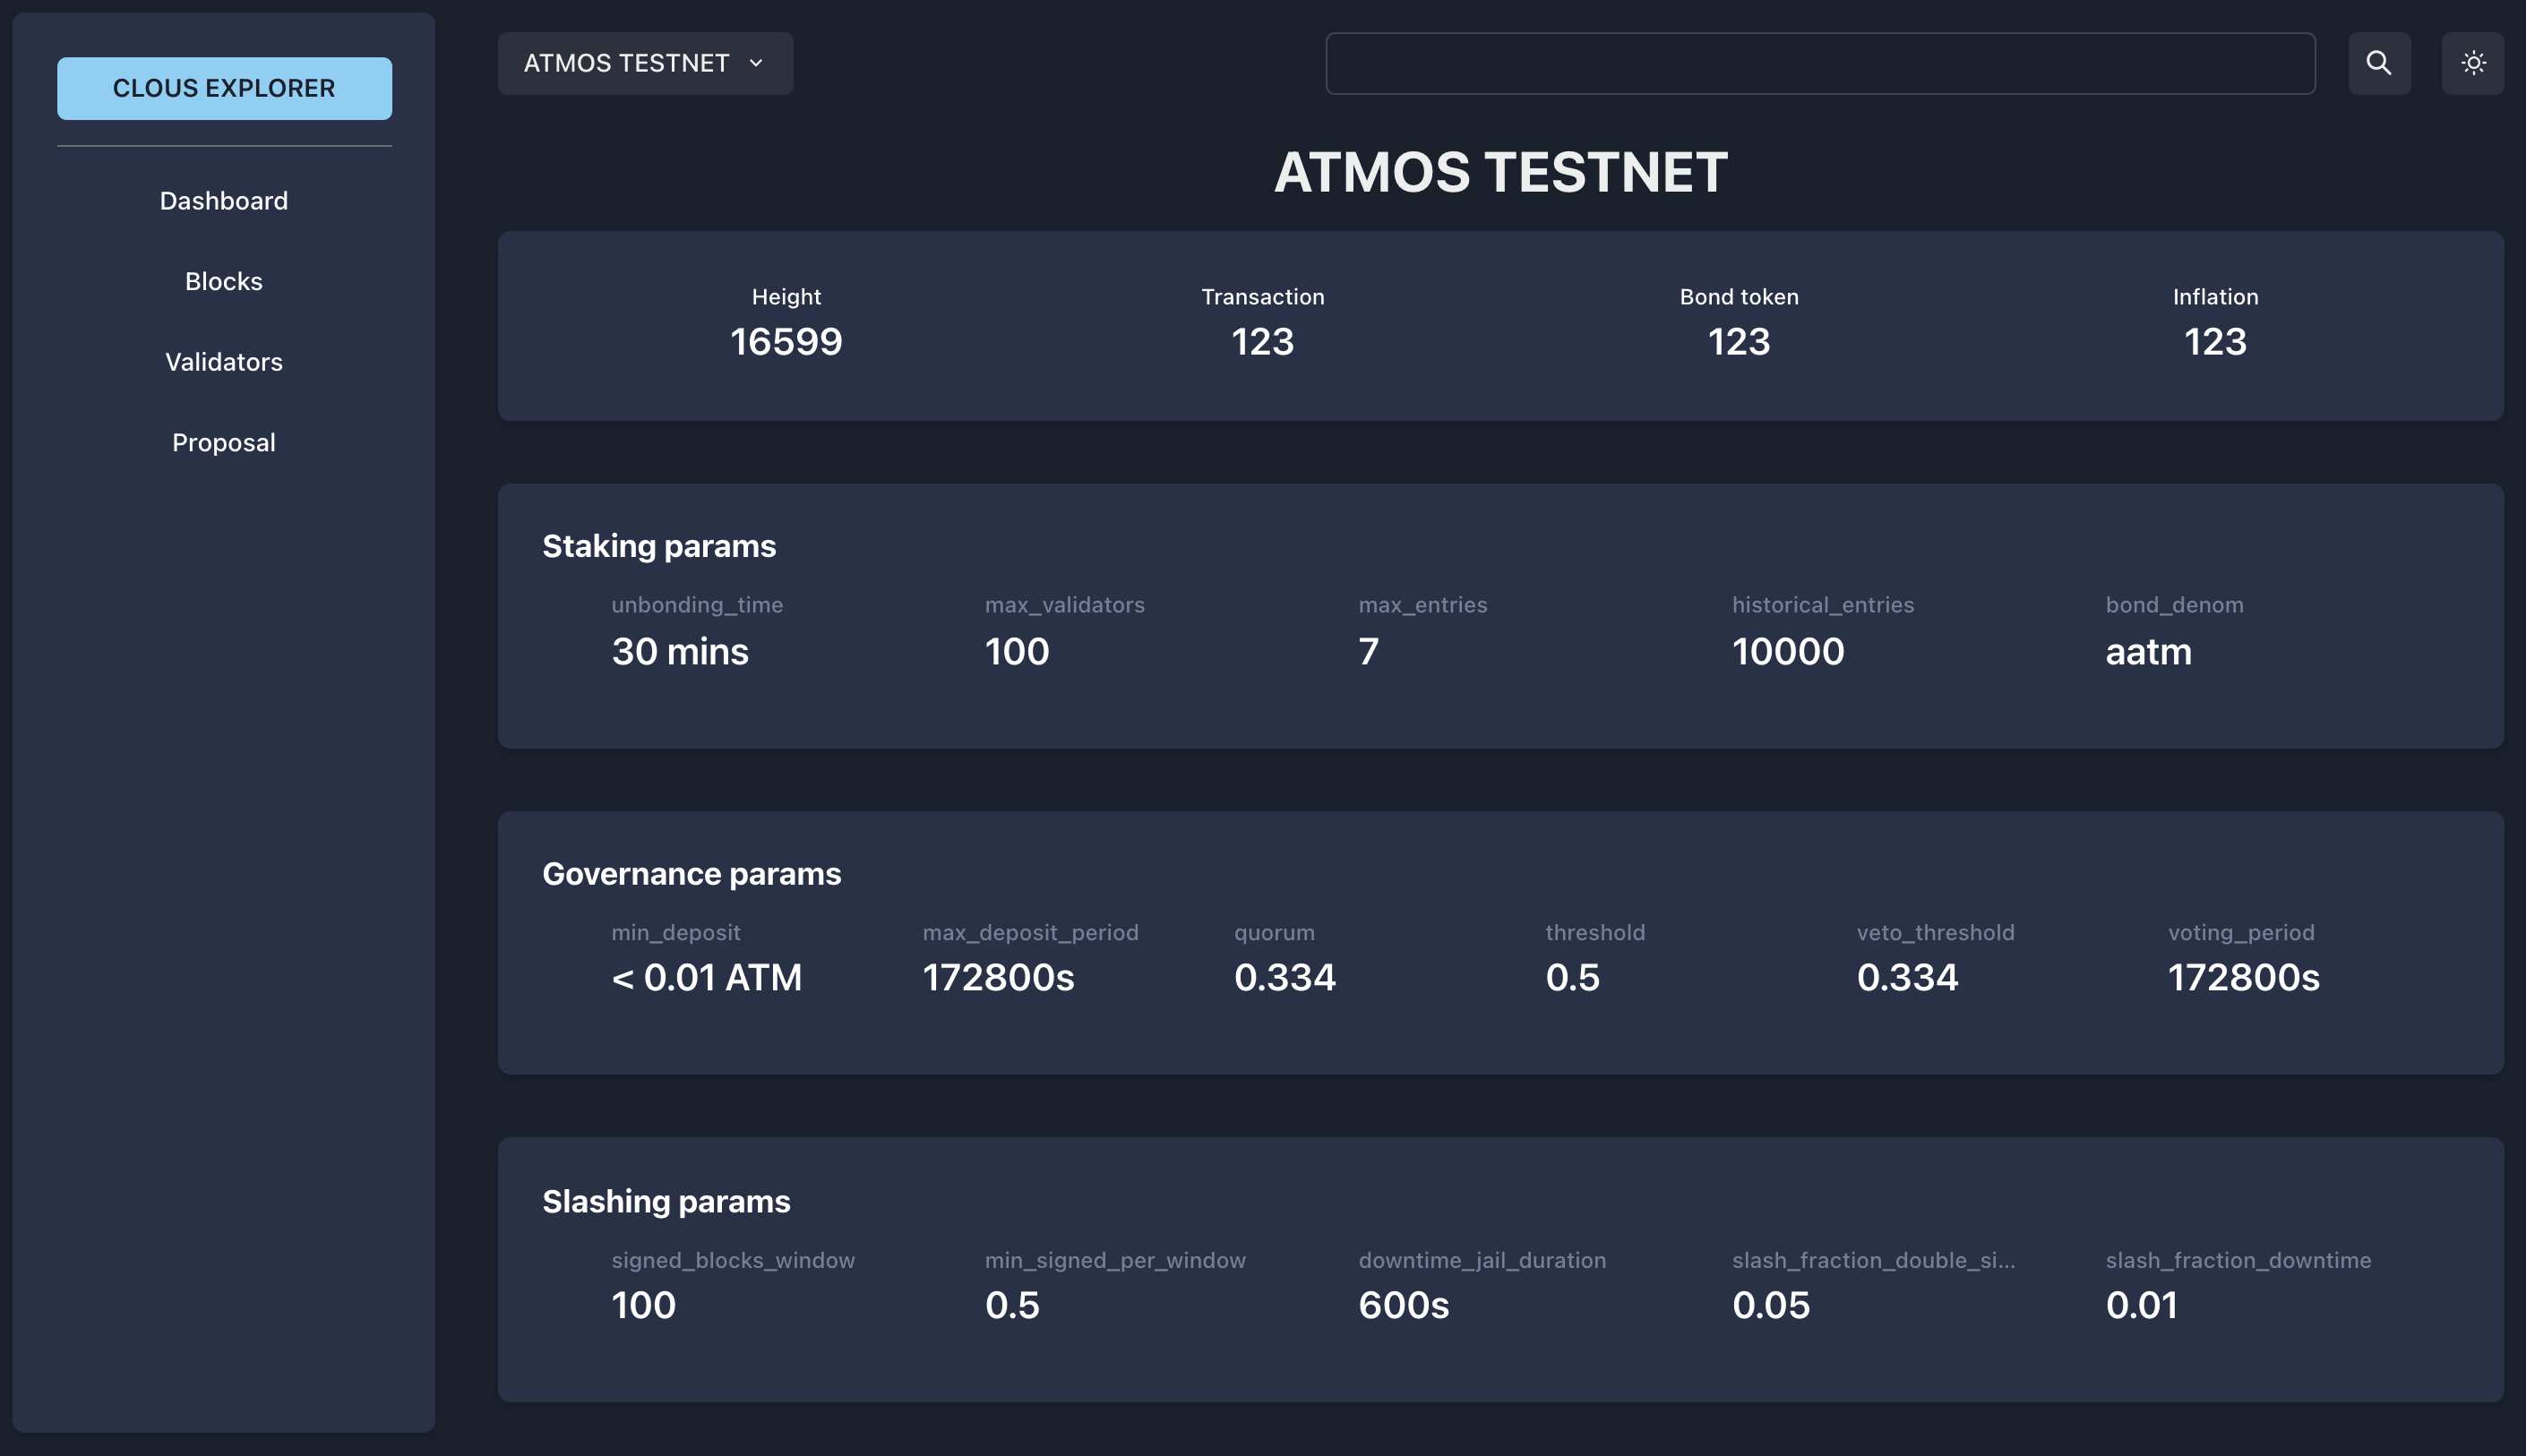 CLOUS EXPLORER
Dashboard
Blocks
Validators
Proposal
ATMOS TESTNET
ATMOS TESTNET
Height Transaction Bond token Inflation
16599 123 123 123
Staking params
unbonding_time max_validators max_entries historical_entries bond_denom
30 mins 100 7 10000 aatm
Governance params
min_deposit max_deposit_period quorum threshold veto_threshold voting_period
< 0.01 ATM 172800s 0.334 0.5 0.334 172800s
Slashing params
signed_blocks_window min_signed_per_window downtime_jail_duration slash_fraction_double_si... slash_fraction_downtime
100 0.5 600s 0.05 0.01